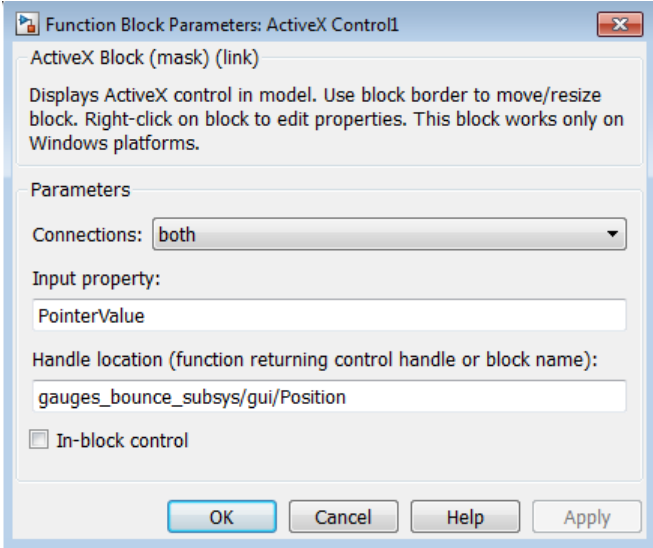 Function Block Parameters: ActiveX Control1
ActiveX Block (mask) (link)
Displays ActiveX control in model. Use block border to move/resize
block. Right-click on block to edit properties. This block works only on
Windows platforms.
Parameters
Connections: both
Input property:
PointerValue
Handle location (function returning control handle or block name):
gauges_bounce_subsys/gui/Position
In-block control
OK Cancel Help Apply